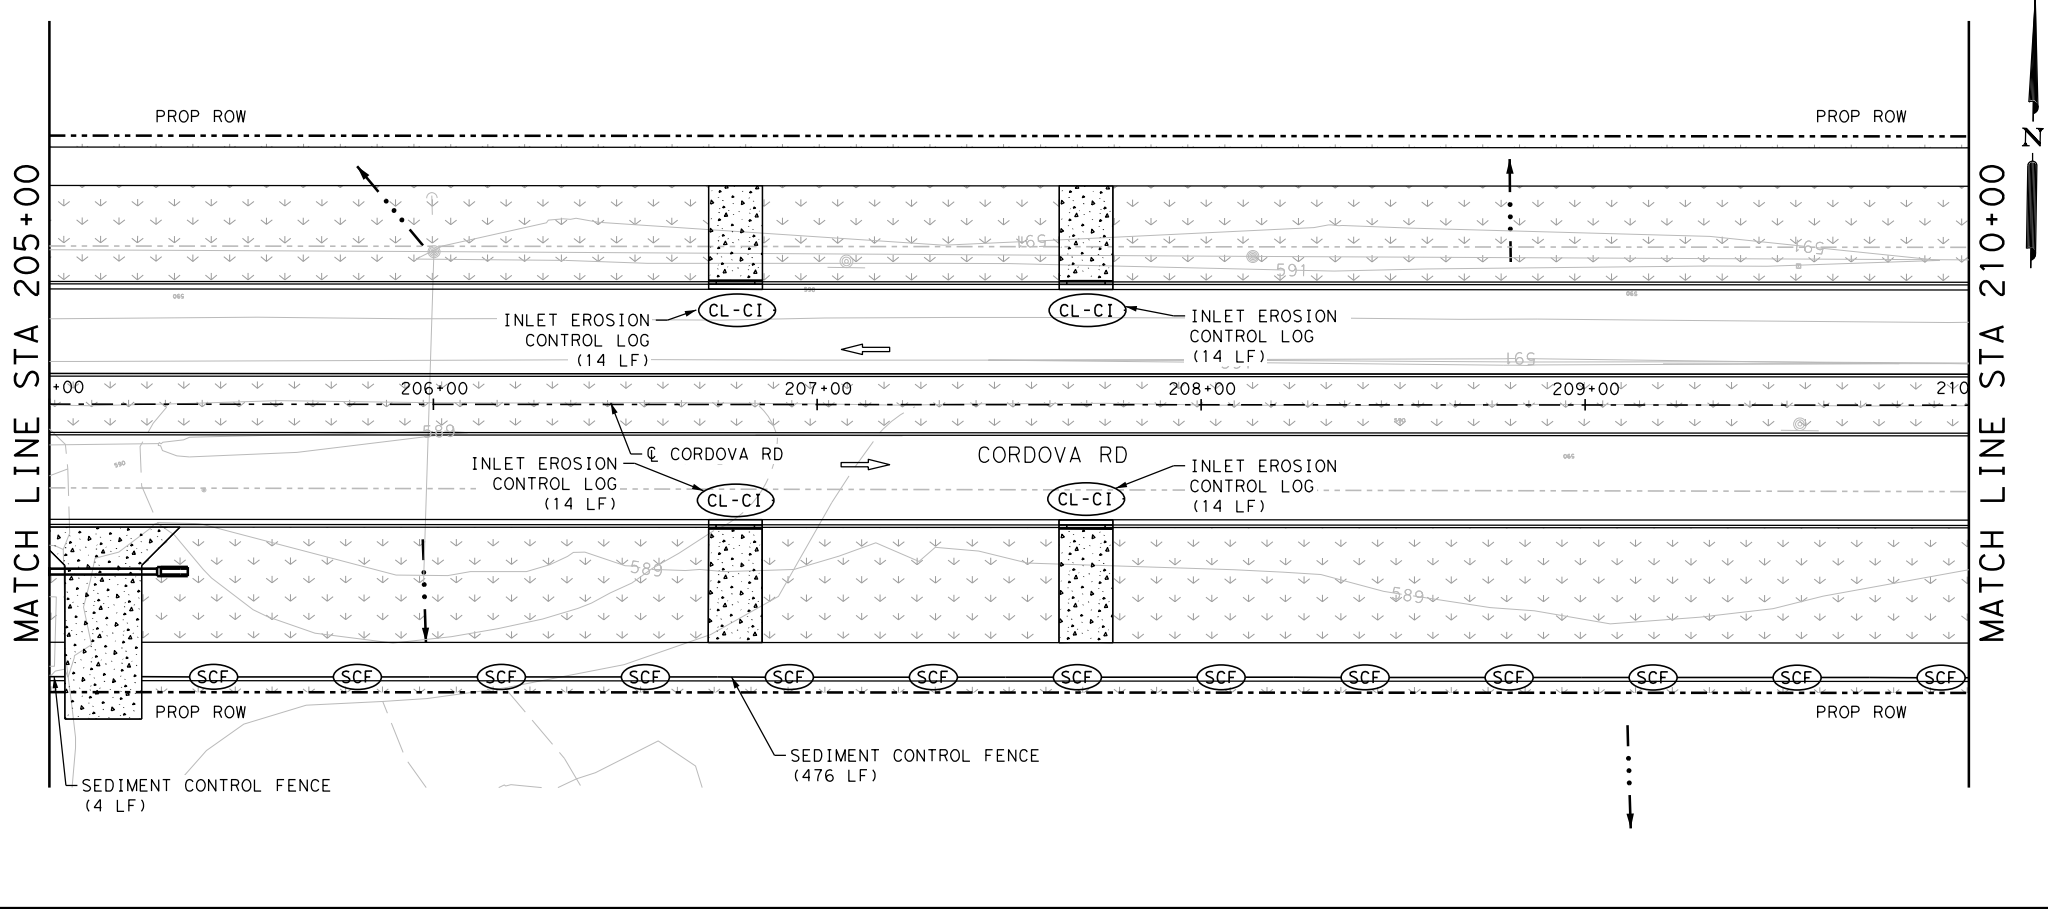 MATCH LINE STA 205+00
PROP ROW
PROP ROW
N
MATCH LINE STA 210+00
591
591
591
CL-CI
CL-CI
INLET EROSION
CONTROL LOG
(14 LF)
INLET EROSION
CONTROL LOG
(14 LF)
591
+00
206+00
207+00
208+00
209+00
210
589
℄ CORDOVA RD
CORDOVA RD
INLET EROSION
CONTROL LOG
(14 LF)
CL-CI
CL-CI
INLET EROSION
CONTROL LOG
(14 LF)
589
589
SCF
SCF
SCF
SCF
SCF
SCF
SCF
SCF
SCF
SCF
SCF
SCF
SCF
PROP ROW
PROP ROW
SEDIMENT CONTROL FENCE
(476 LF)
SEDIMENT CONTROL FENCE
(4 LF)